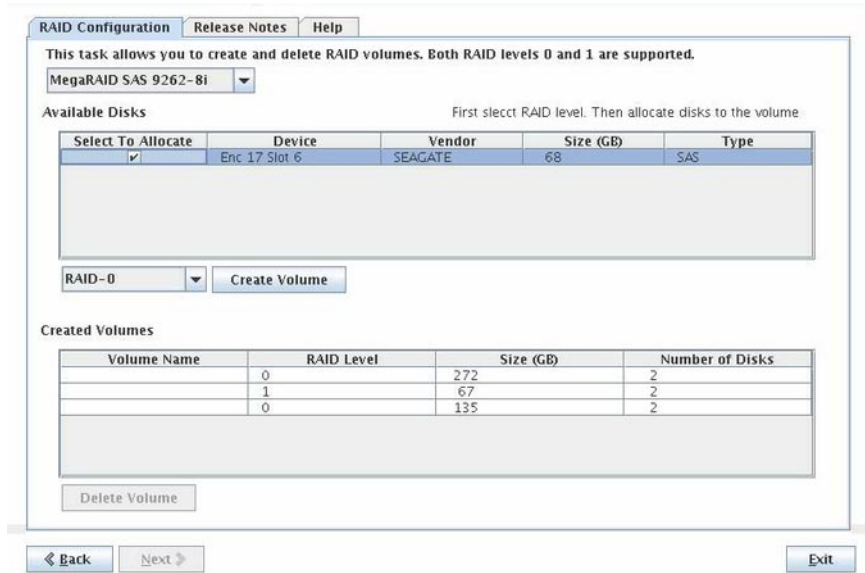 RAID Configuration Release Notes Help
This task allows you to create and delete RAID volumes. Both RAID levels 0 and 1 are supported.
MegaRAID SAS 9262-8i
Available Disks First slecct RAID level. Then allocate disks to the volume
Select To Allocate Device Vendor Size (GB) Type
Enc 17 Slot 6 SEAGATE 68 SAS
RAID-0 Create Volume
Created Volumes
Volume Name RAID Level Size (GB) Number of Disks
0 272 2
1 67 2
0 135 2
Delete Volume
Back Next Exit